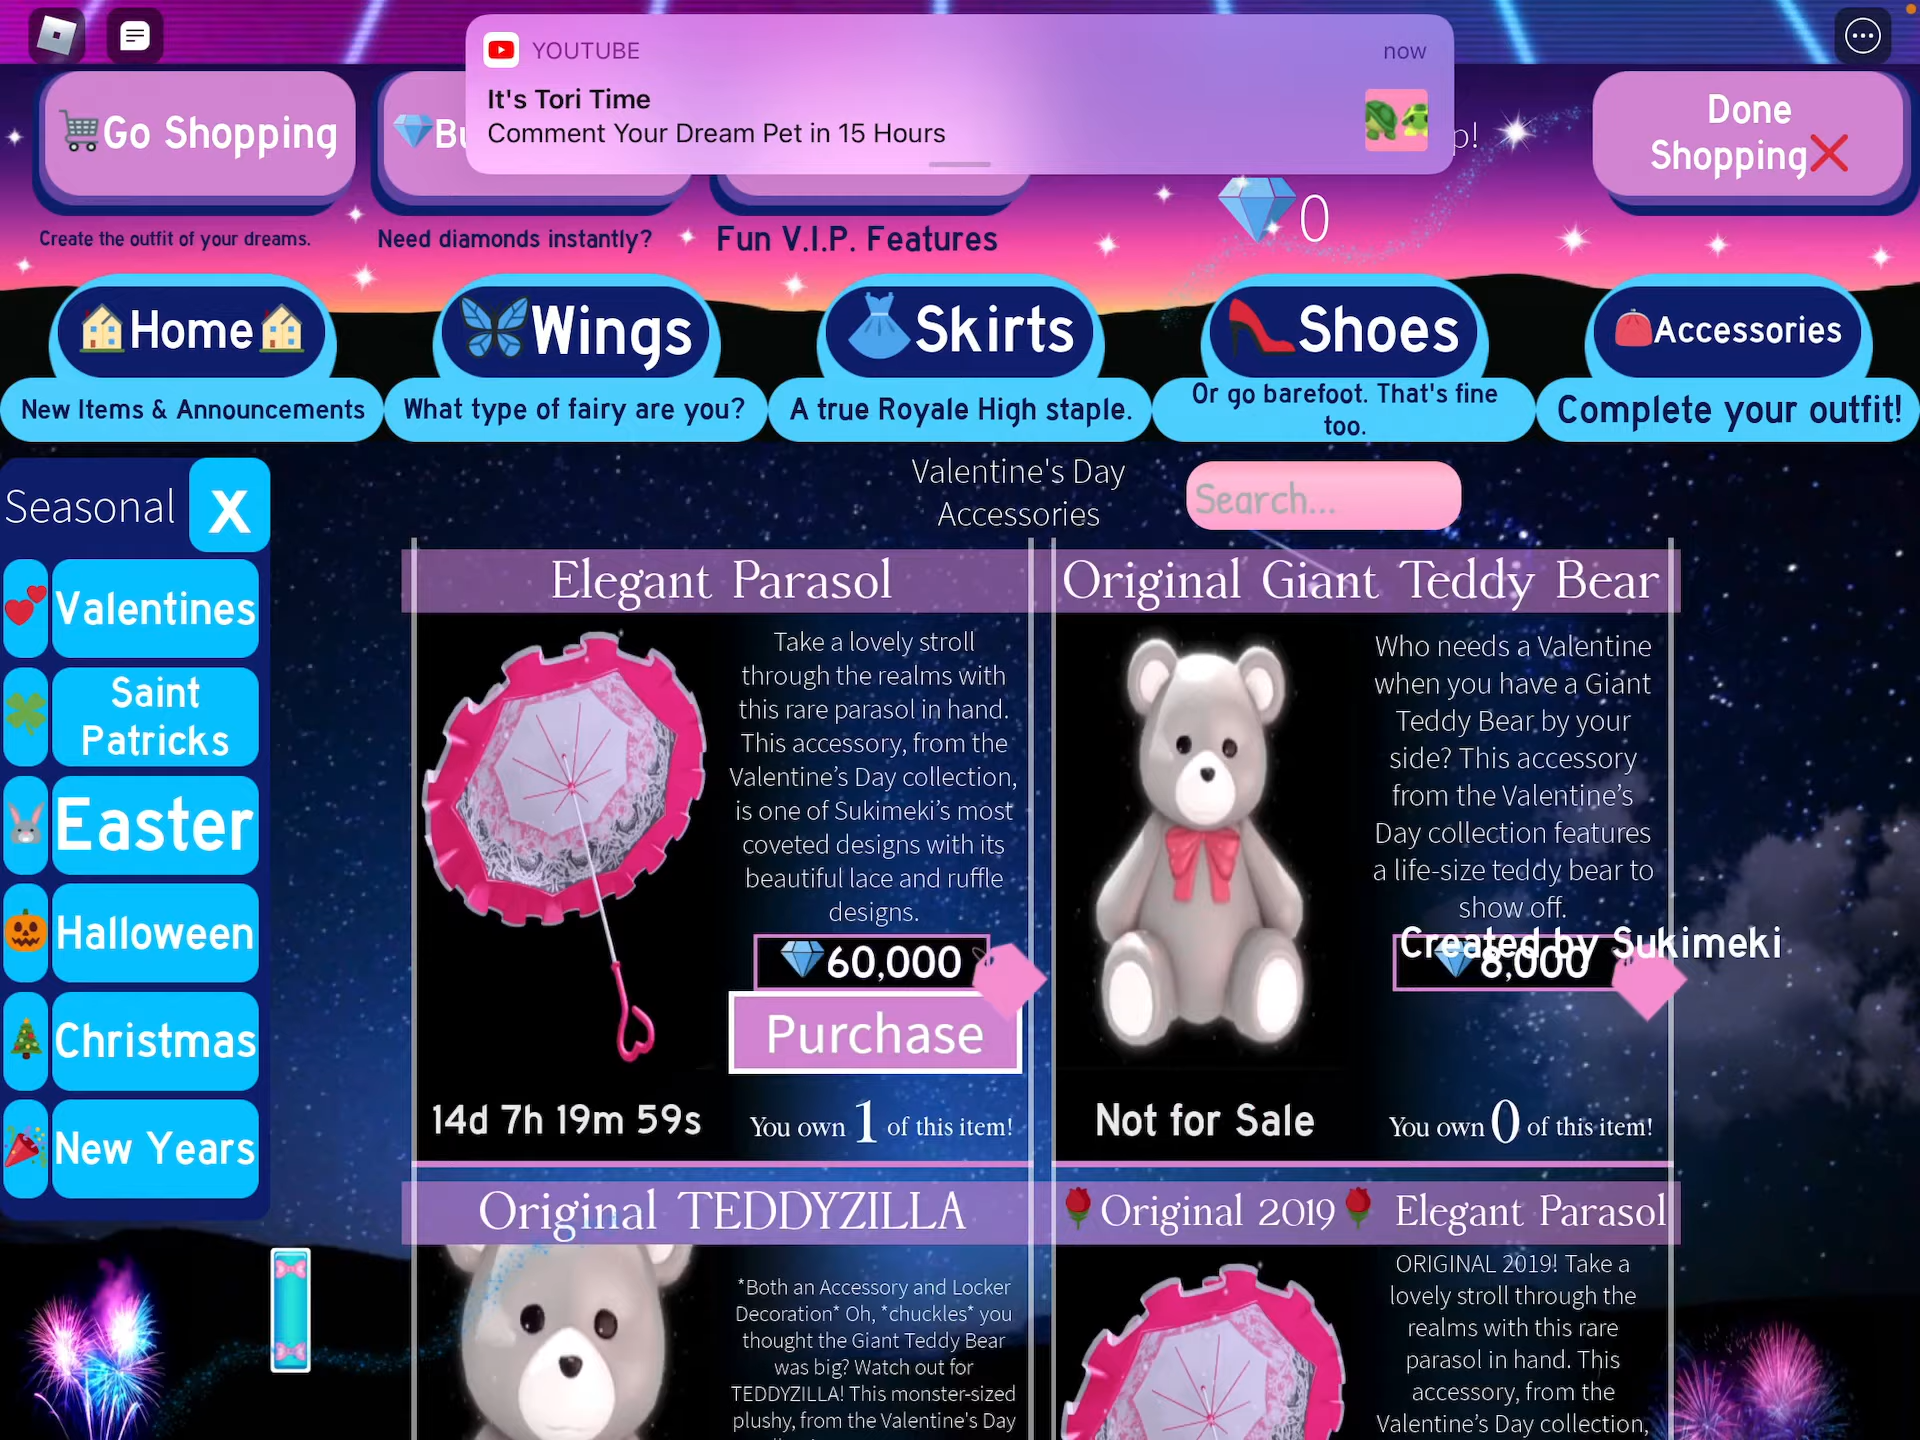 YOUTUBE
now
It's Tori Time
Comment Your Dream Pet in 15 Hours
Go Shopping
p!
Done
Shopping
0
Create the outfit of your dreams.
Need diamonds instantly?
Fun V.I.P. Features
Home
Wings
Skirts
Shoes
Accessories
New Items & Announcements
What type of fairy are you?
A true Royale High staple.
Or go barefoot. That's fine
too.
Complete your outfit!
Seasonal
X
Valentines
Saint
Patricks
Easter
Halloween
Christmas
New Years
Valentine's Day
Accessories
Search...
Elegant Parasol
Take a lovely stroll
through the realms with
this rare parasol in hand.
This accessory, from the
Valentine's Day collection,
is one of Sukimeki's most
coveted designs with its
beautiful lace and ruffle
designs.
60,000
Purchase
14d 7h 19m 59s
You own 1 of this item!
Original Giant Teddy Bear
Who needs a Valentine
when you have a Giant
Teddy Bear by your
side? This accessory
from the Valentine's
Day collection features
a life-size teddy bear to
show off.
Created by Sukimeki
8,000
Not for Sale
You own 0 of this item!
Original TEDDYZILLA
*Both an Accessory and Locker
Decoration* Oh, *chuckles* you
thought the Giant Teddy Bear
was big? Watch out for
TEDDYZILLA! This monster-sized
plushy, from the Valentine's Day
Original 2019 Elegant Parasol
ORIGINAL 2019! Take a
lovely stroll through the
realms with this rare
parasol in hand. This
accessory, from the
Valentine's Day collection,